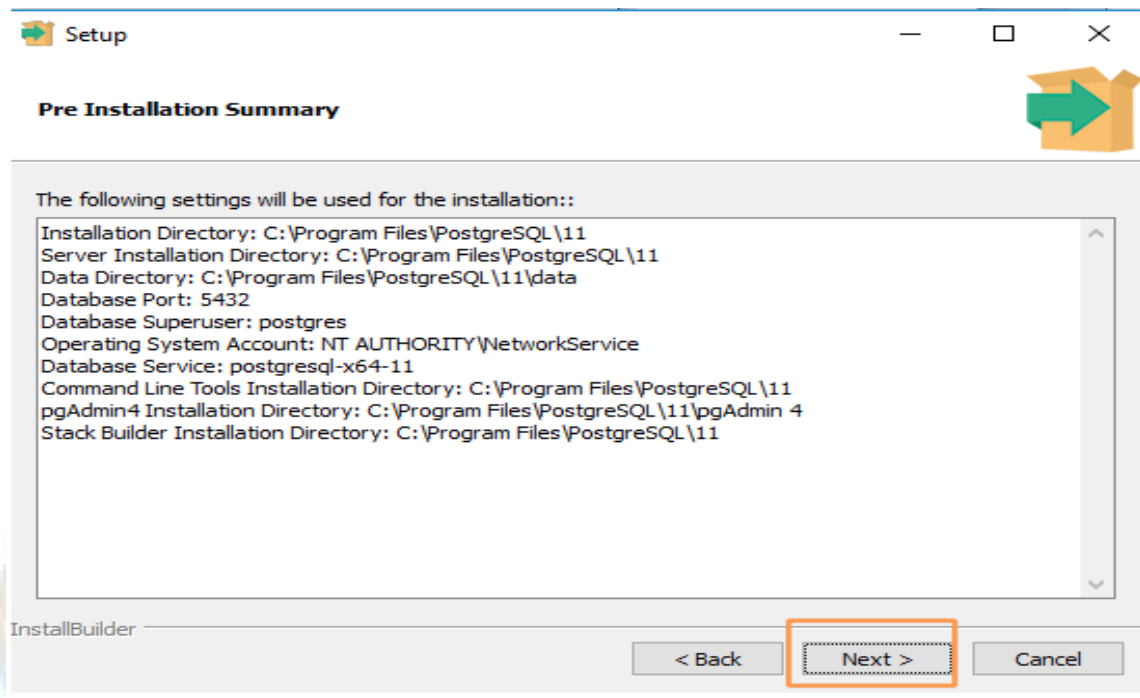 Setup
Pre Installation Summary
The following settings will be used for the installation::
Installation Directory: C:\Program Files\PostgreSQL\11
Server Installation Directory: C:\Program Files\PostgreSQL\11
Data Directory: C:\Program Files\PostgreSQL\11\data
Database Port: 5432
Database Superuser: postgres
Operating System Account: NT AUTHORITY\NetworkService
Database Service: postgresql-x64-11
Command Line Tools Installation Directory: C:\Program Files\PostgreSQL\11
pgAdmin4 Installation Directory: C:\Program Files\PostgreSQL\11\pgAdmin 4
Stack Builder Installation Directory: C:\Program Files\PostgreSQL\11
InstallBuilder
< Back Next > Cancel